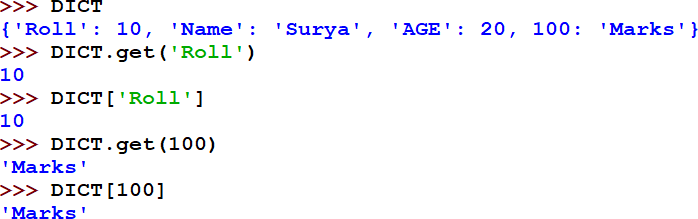 >>> DICT
{'Roll': 10, 'Name': 'Surya', 'AGE': 20, 100: 'Marks'}
>>> DICT.get('Roll')
10
>>> DICT['Roll']
10
>>> DICT.get(100)
'Marks'
>>> DICT[100]
'Marks'